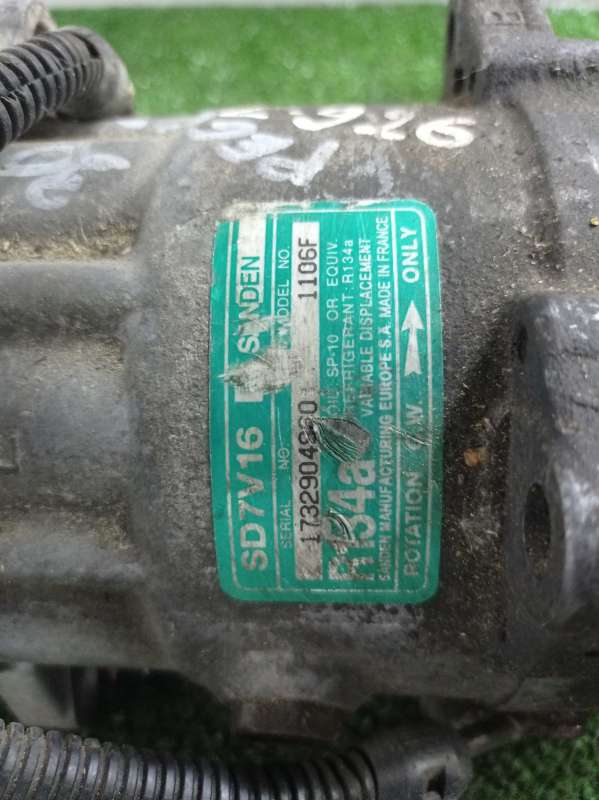 SD7V16 SANDEN
SERIAL NO. MODEL NO.
1106F
OIL: SP-10 OR EQUIV.
REFRIGERANT: R134a
R134a
VARIABLE DISPLACEMENT
SANDEN MANUFACTURING EUROPE S.A. MADE IN FRANCE
ROTATION C.W. → ONLY